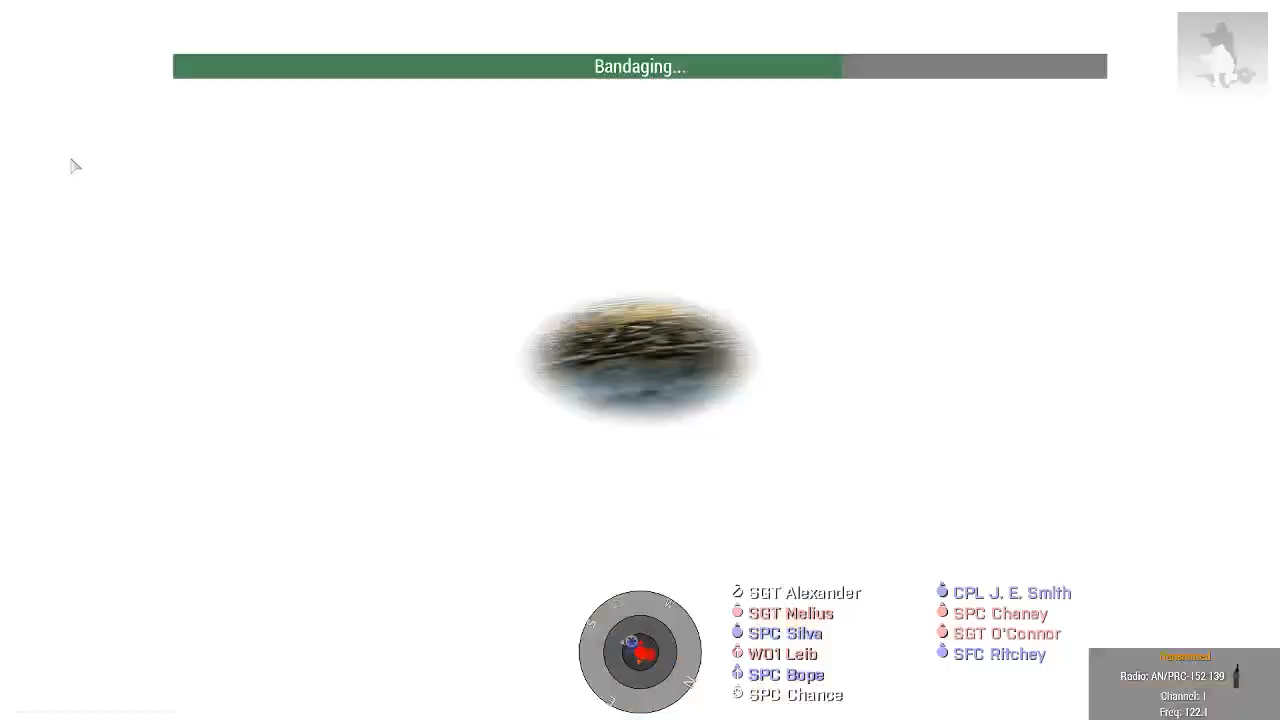 Bandaging...
SGT Alexander
SGT Melius
SPC Silva
WO1 Leib
SPC Bope
SPC Chance
CPL J. E. Smith
SPC Chaney
SGT O'Connor
SFC Ritchey
W
S
N
E
Radio: AN/PRC-152 139
Channel: 1
Freq: 122.1